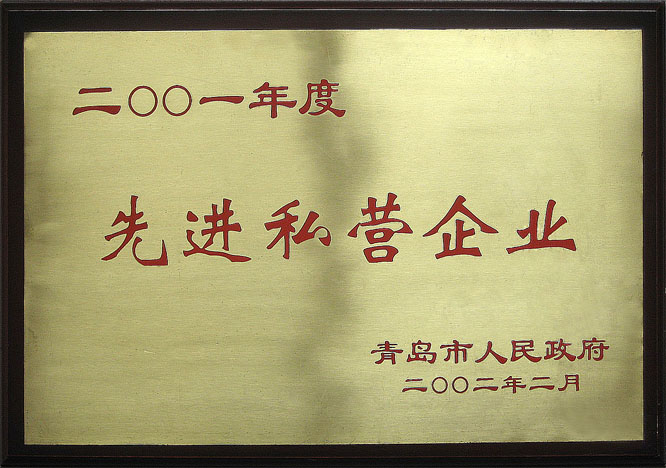 二〇〇一年度
先进私营企业
青岛市人民政府
二〇〇二年二月